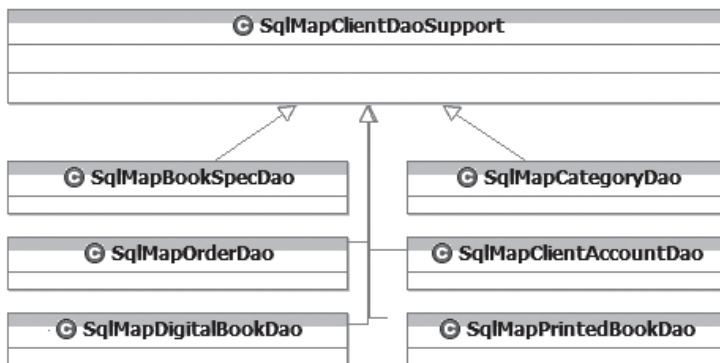 C SqlMapClientDaoSupport
C SqlMapBookSpecDao
C SqlMapCategoryDao
C SqlMapOrderDao
C SqlMapClientAccountDao
C SqlMapDigitalBookDao
C SqlMapPrintedBookDao